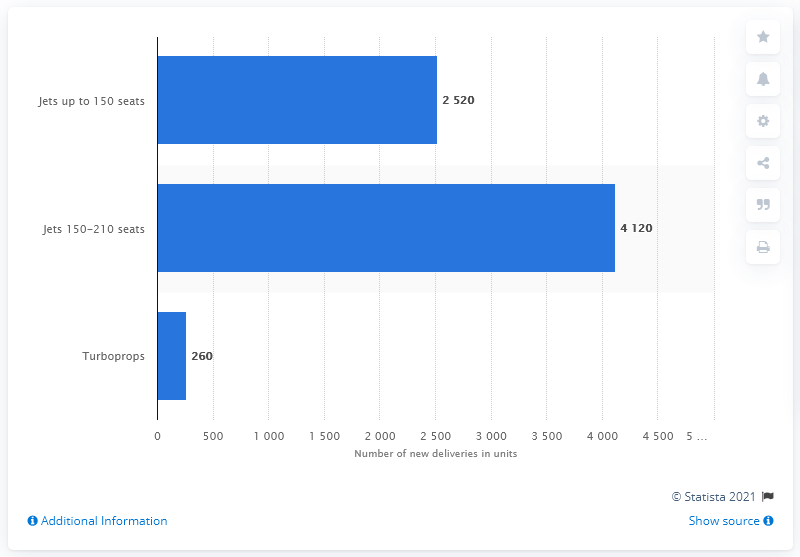 Jets up to 150 seats
2 520
Jets 150-210 seats
4 120
Turboprops
260
0 500 1 000 1 500 2 000 2 500 3 000 3 500 4 000 4 500 5 ...
Number of new deliveries in units
© Statista 2021
Additional Information
Show source